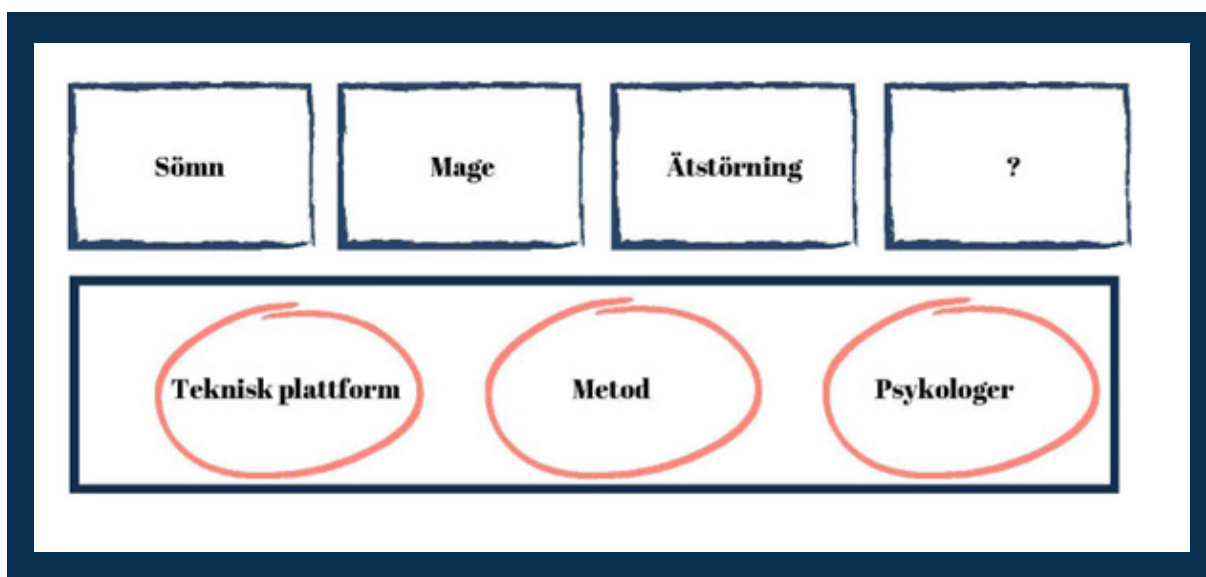 Sömn
Mage
Ätstörning
?
Teknisk plattform
Metod
Psykologer